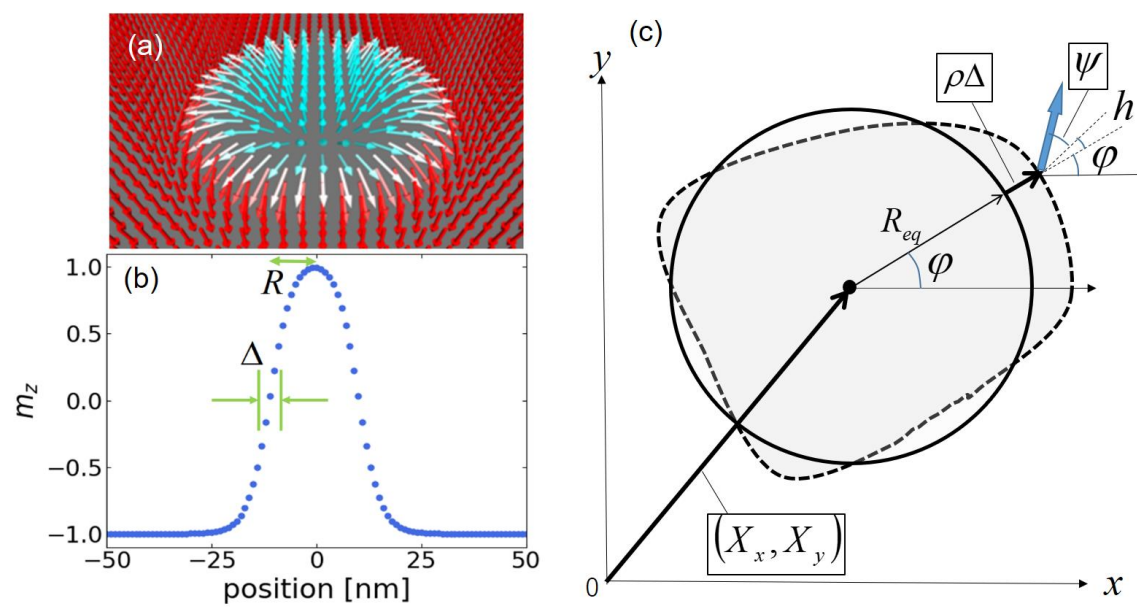 (a)
(b)
1.0
0.5
0.0
−0.5
−1.0
m_z
R
Δ
−50
−25
0
25
50
position [nm]
(c)
y
ρΔ
ψ
h
φ
R_eq
φ
(X_x, X_y)
0
x